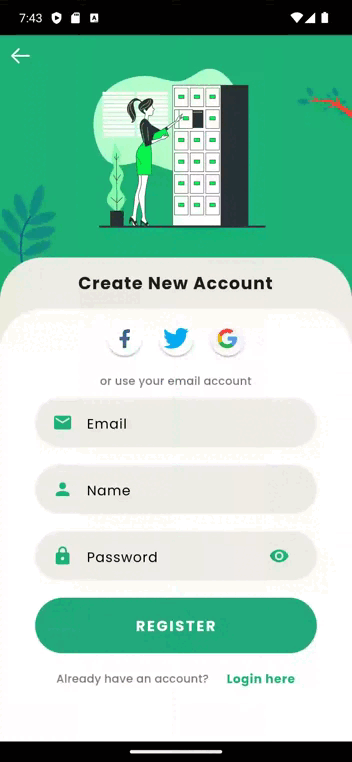 7:43
Create New Account
or use your email account
Email
Name
Password
REGISTER
Already have an account? Login here